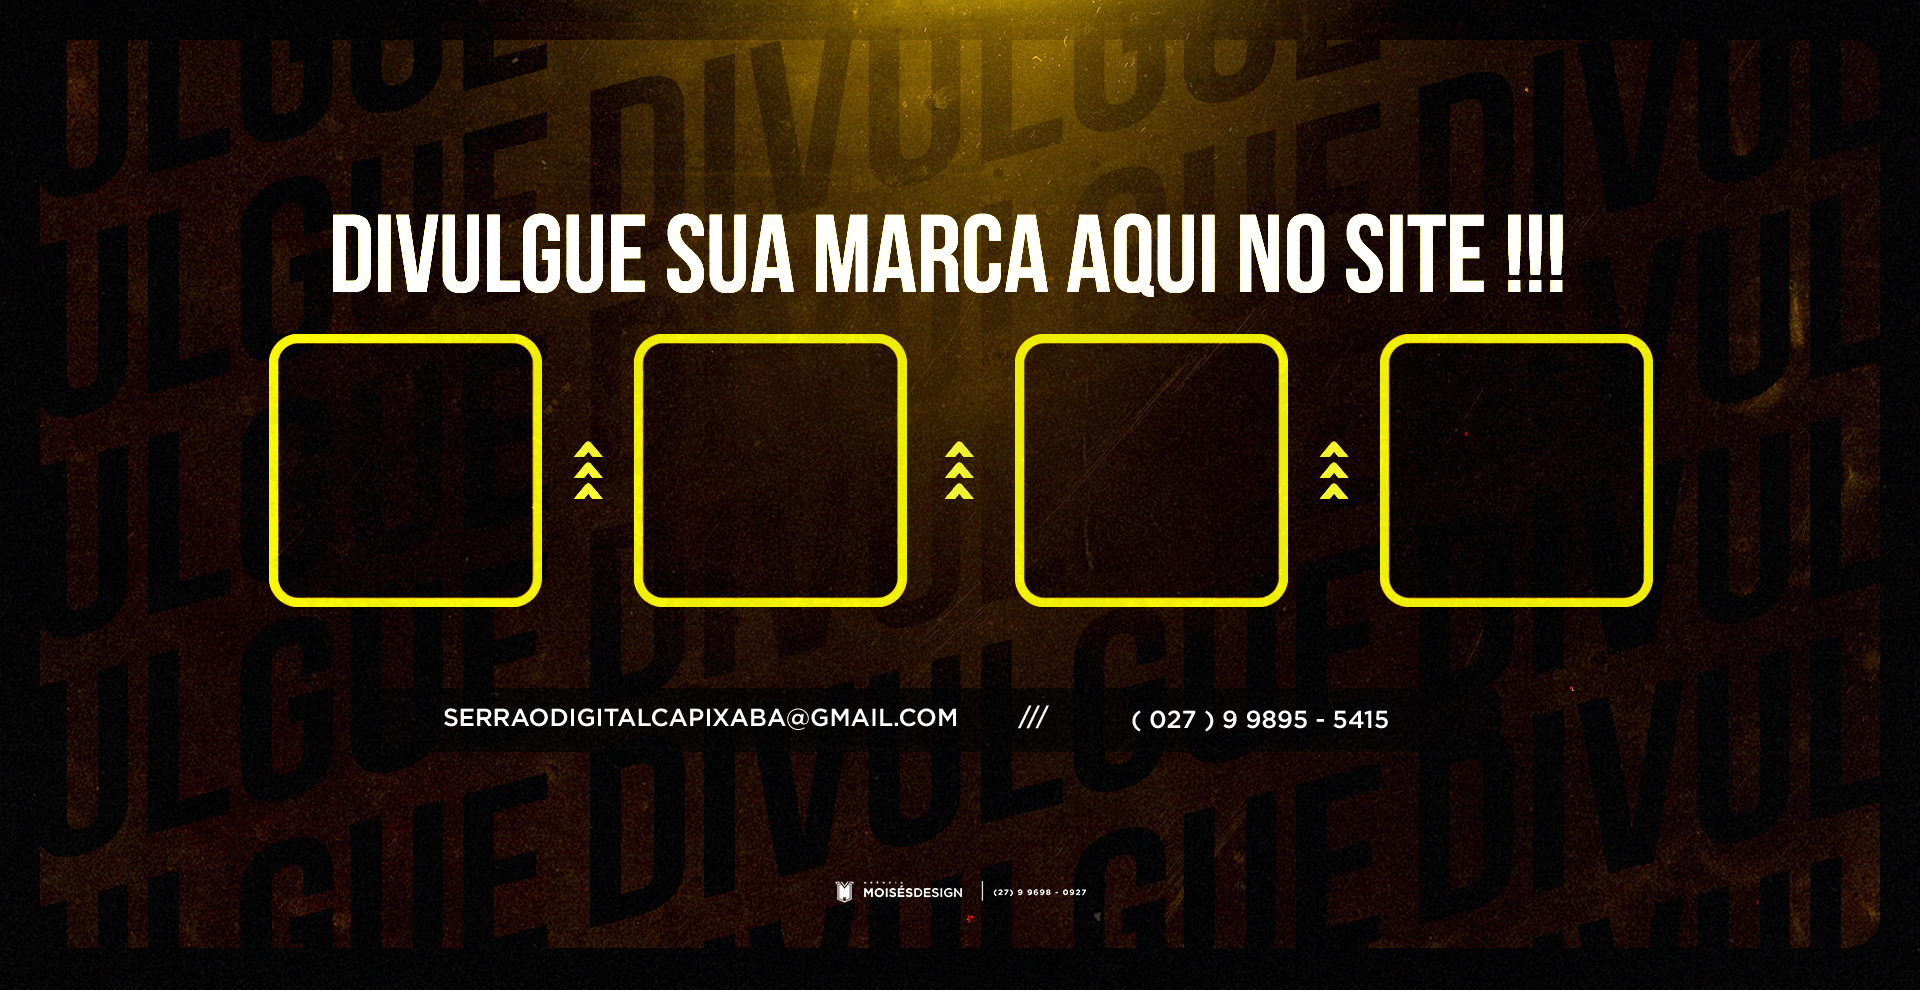 DIVULGUE SUA MARCA AQUI NO SITE !!!
SERRAODIGITALCAPIXABA@GMAIL.COM /// ( 027 ) 9 9895 - 5415
MOISÉSDESIGN | (27) 9 9698 - 0927